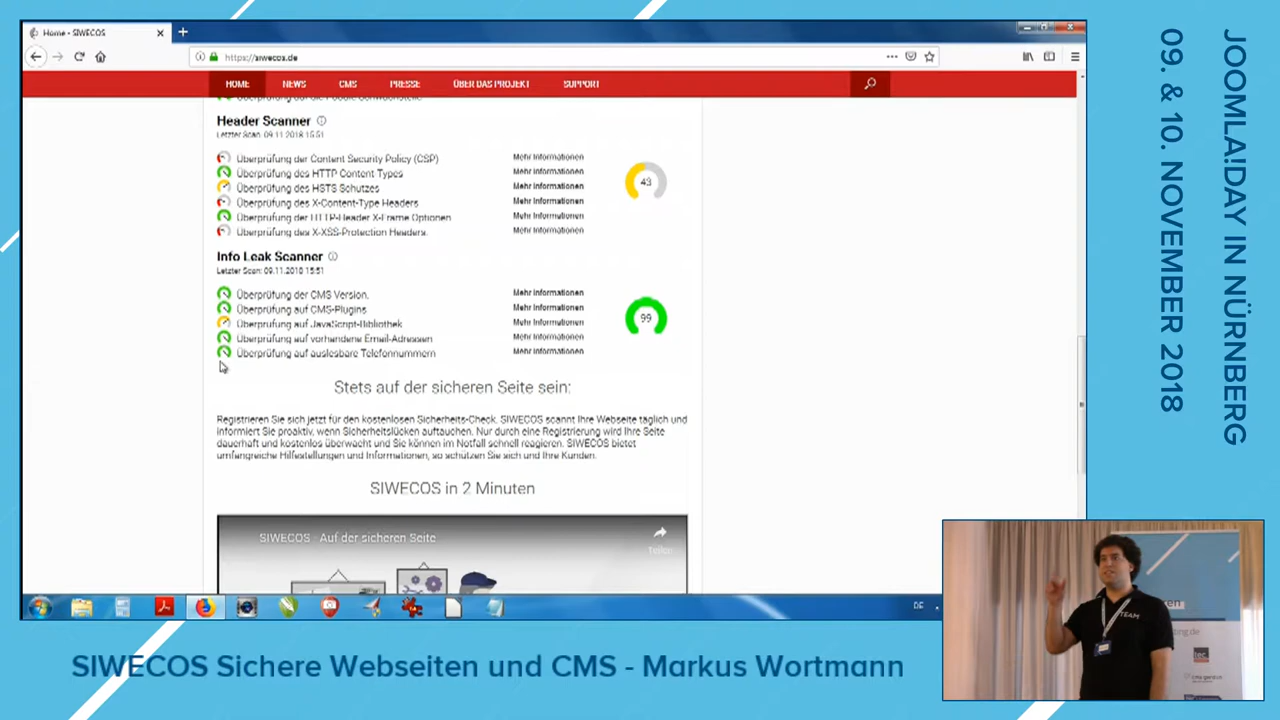 Home - SIWECOS
https://siwecos.de
HOME NEWS CMS PRESSE ÜBER DAS PROJEKT SUPPORT
Header Scanner
Letzter Scan: 09.11.2018 15:51
Überprüfung der Content Security Policy (CSP) Mehr Informationen
Überprüfung des HTTP Content Types Mehr Informationen
Überprüfung des HSTS Schutzes Mehr Informationen
Überprüfung des X-Content-Type Headers Mehr Informationen
Überprüfung der HTTP-Header X-Frame Optionen Mehr Informationen
Überprüfung des X-XSS-Protection Headers. Mehr Informationen
43
Info Leak Scanner
Letzter Scan: 09.11.2018 15:51
Überprüfung der CMS Version. Mehr Informationen
Überprüfung auf CMS-Plugins Mehr Informationen
Überprüfung auf JavaScript-Bibliothek Mehr Informationen
Überprüfung auf vorhandene Email-Adressen Mehr Informationen
Überprüfung auf auslesbare Telefonnummern Mehr Informationen
99
Stets auf der sicheren Seite sein:
Registrieren Sie sich jetzt für den kostenlosen Sicherheits-Check. SIWECOS scannt Ihre Webseite täglich und
informiert Sie proaktiv, wenn Sicherheitslücken auftauchen. Nur durch eine Registrierung wird Ihre Seite
dauerhaft und kostenlos überwacht und Sie können im Notfall schnell reagieren. SIWECOS bietet
umfangreiche Hilfestellungen und Informationen, so schützen Sie sich und Ihre Kunden.
SIWECOS in 2 Minuten
SIWECOS - Auf der sicheren Seite
Teilen
DE
JOOMLA!DAY IN NÜRNBERG
09. & 10. NOVEMBER 2018
TEAM
SIWECOS Sichere Webseiten und CMS - Markus Wortmann